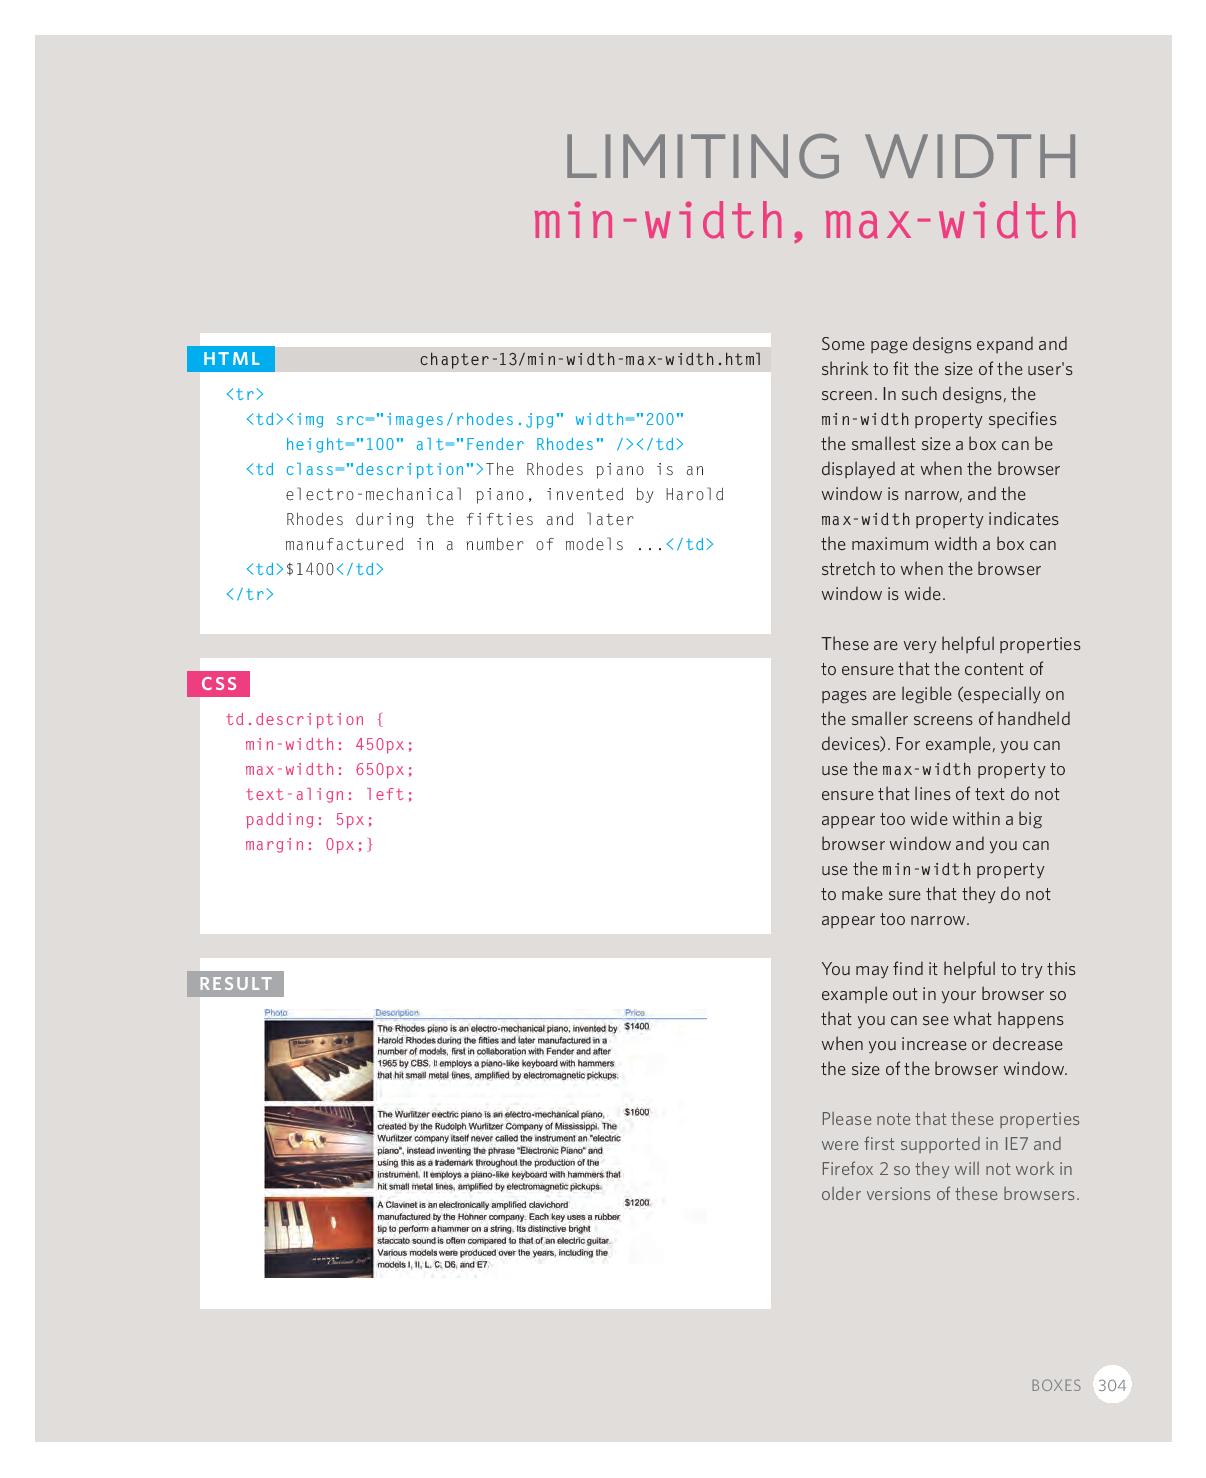 LIMITING WIDTH
min-width, max-width
HTML
chapter-13/min-width-max-width.html
<tr>
<td><img src="images/rhodes.jpg" width="200"
height="100" alt="Fender Rhodes" /></td>
<td class="description">The Rhodes piano is an
electro-mechanical piano, invented by Harold
Rhodes during the fifties and later
manufactured in a number of models ...</td>
<td>$1400</td>
</tr>
CSS
td.description {
min-width: 450px;
max-width: 650px;
text-align: left;
padding: 5px;
margin: 0px;}
RESULT
Photo Description Price
The Rhodes piano is an electro-mechanical piano, invented by $1400
Harold Rhodes during the fifties and later manufactured in a
number of models, first in collaboration with Fender and after
1965 by CBS. It employs a piano-like keyboard with hammers
that hit small metal tines, amplified by electromagnetic pickups.
The Wurlitzer electric piano is an electro-mechanical piano, $1600
created by the Rudolph Wurlitzer Company of Mississippi. The
Wurlitzer company itself never called the instrument an "electric
piano", instead inventing the phrase "Electronic Piano" and
using this as a trademark throughout the production of the
instrument. It employs a piano-like keyboard with hammers that
hit small metal tines, amplified by electromagnetic pickups.
A Clavinet is an electronically amplified clavichord $1200
manufactured by the Hohner company. Each key uses a rubber
tip to perform a hammer on a string. Its distinctive bright
staccato sound is often compared to that of an electric guitar.
Various models were produced over the years, including the
models I, II, L, C, D6, and E7.
Some page designs expand and
shrink to fit the size of the user's
screen. In such designs, the
min-width property specifies
the smallest size a box can be
displayed at when the browser
window is narrow, and the
max-width property indicates
the maximum width a box can
stretch to when the browser
window is wide.
These are very helpful properties
to ensure that the content of
pages are legible (especially on
the smaller screens of handheld
devices). For example, you can
use the max-width property to
ensure that lines of text do not
appear too wide within a big
browser window and you can
use the min-width property
to make sure that they do not
appear too narrow.
You may find it helpful to try this
example out in your browser so
that you can see what happens
when you increase or decrease
the size of the browser window.
Please note that these properties
were first supported in IE7 and
Firefox 2 so they will not work in
older versions of these browsers.
BOXES 304